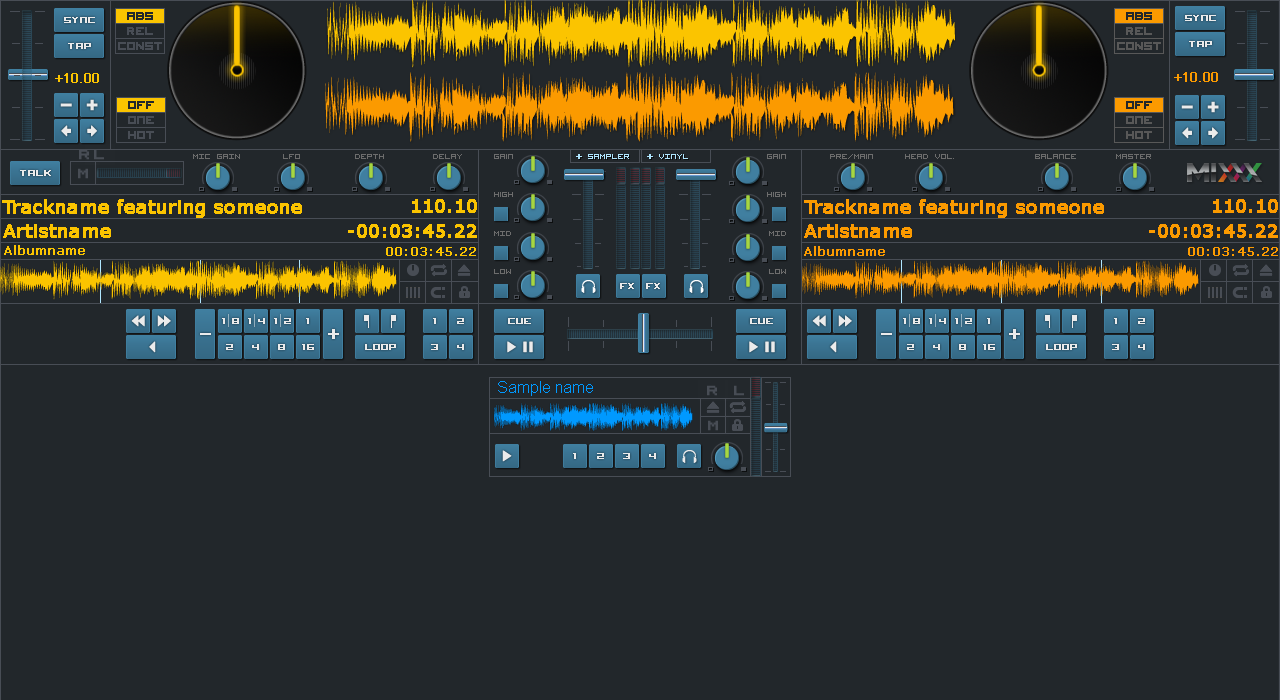 SYNC ABS ABS SYNC
TAP REL REL TAP
CONST CONST
+10.00 +10.00
OFF OFF
ONE ONE
HOT HOT
R L MIC GAIN LFO DEPTH DELAY GAIN + SAMPLER + VINYL GAIN PRE/MAIN HEAD VOL. BALANCE MASTER
TALK M MIXXX
HIGH HIGH
Trackname featuring someone 110.10 Trackname featuring someone 110.10
Artistname -00:03:45.22 MID MID Artistname -00:03:45.22
Albumname 00:03:45.22 Albumname 00:03:45.22
LOW LOW
FX FX
1|8 1|4 1|2 1 1 2 CUE CUE 1|8 1|4 1|2 1 1 2
2 4 8 16 LOOP 3 4 2 4 8 16 LOOP 3 4
Sample name R L
M
1 2 3 4